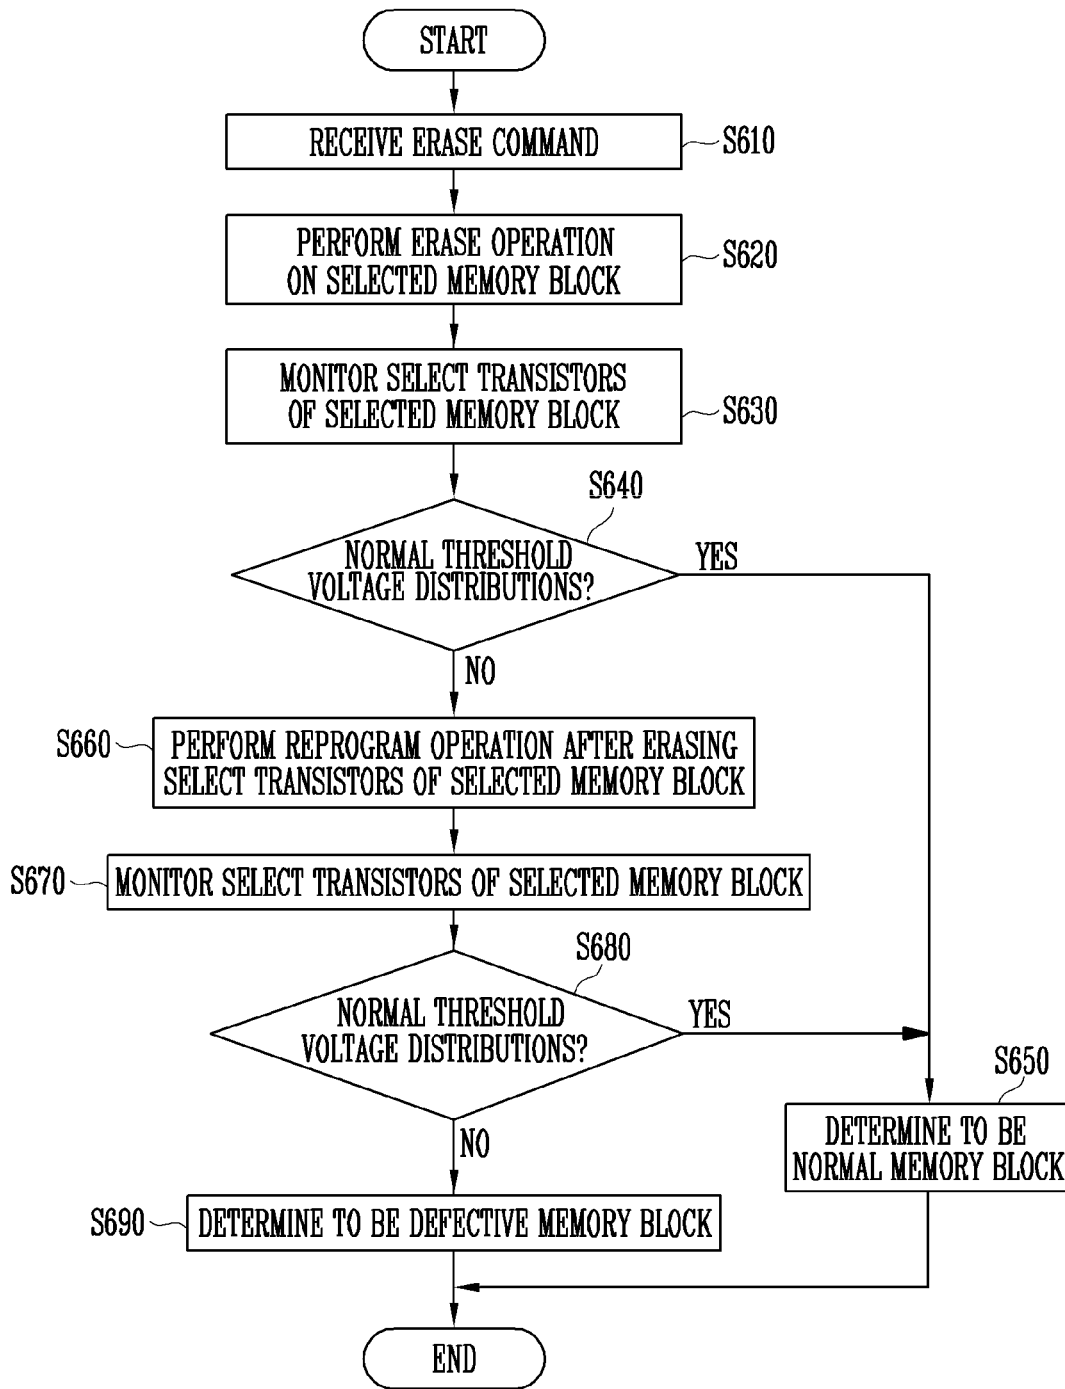 START
RECEIVE ERASE COMMAND
S610
PERFORM ERASE OPERATION
ON SELECTED MEMORY BLOCK
S620
MONITOR SELECT TRANSISTORS
OF SELECTED MEMORY BLOCK
S630
S640
NORMAL THRESHOLD
VOLTAGE DISTRIBUTIONS?
YES
NO
S660
PERFORM REPROGRAM OPERATION AFTER ERASING
SELECT TRANSISTORS OF SELECTED MEMORY BLOCK
S670
MONITOR SELECT TRANSISTORS OF SELECTED MEMORY BLOCK
S680
NORMAL THRESHOLD
VOLTAGE DISTRIBUTIONS?
YES
NO
S650
DETERMINE TO BE
NORMAL MEMORY BLOCK
S690
DETERMINE TO BE DEFECTIVE MEMORY BLOCK
END